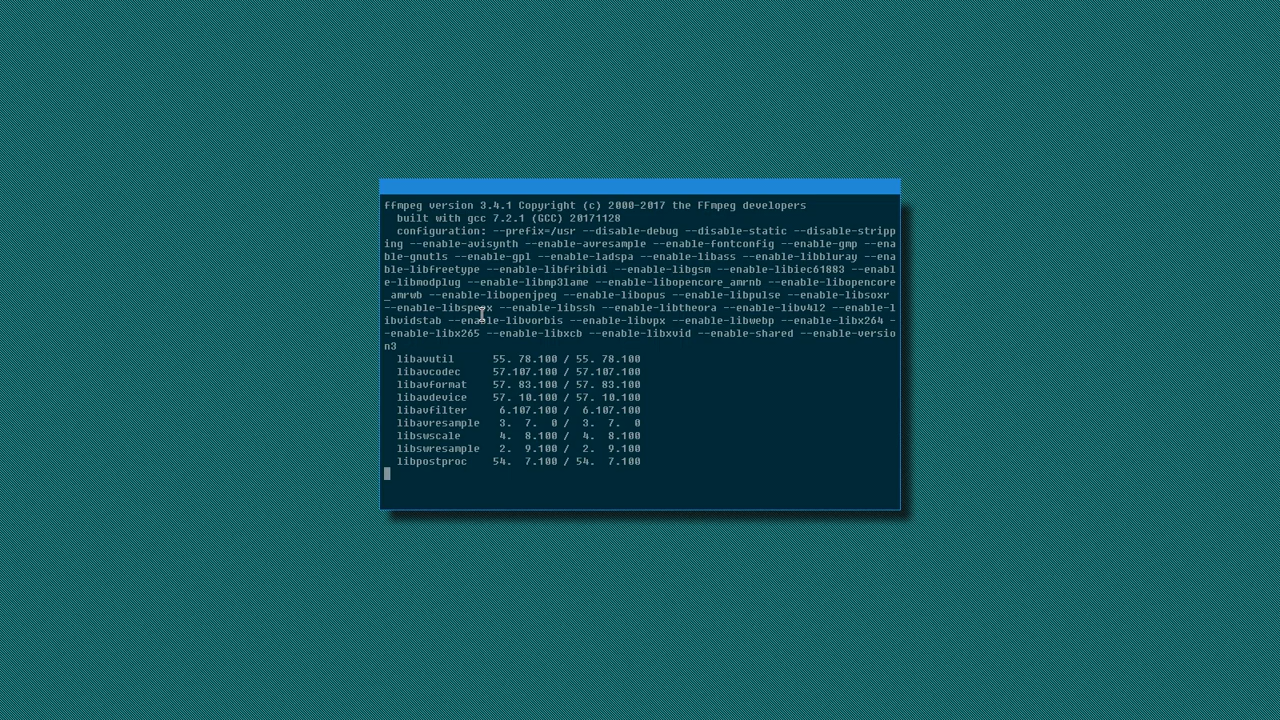 ffmpeg version 3.4.1 Copyright (c) 2000-2017 the FFmpeg developers
  built with gcc 7.2.1 (GCC) 20171128
  configuration: --prefix=/usr --disable-debug --disable-static --disable-stripp
ing --enable-avisynth --enable-avresample --enable-fontconfig --enable-gmp --ena
ble-gnutls --enable-gpl --enable-ladspa --enable-libass --enable-libbluray --ena
ble-libfreetype --enable-libfribidi --enable-libgsm --enable-libiec61883 --enabl
e-libmodplug --enable-libmp3lame --enable-libopencore_amrnb --enable-libopencore
_amrwb --enable-libopenjpeg --enable-libopus --enable-libpulse --enable-libsoxr
--enable-libspeex --enable-libssh --enable-libtheora --enable-libv4l2 --enable-l
ibvidstab --enable-libvorbis --enable-libvpx --enable-libwebp --enable-libx264 -
-enable-libx265 --enable-libxcb --enable-libxvid --enable-shared --enable-versio
n3
  libavutil      55. 78.100 / 55. 78.100
  libavcodec     57.107.100 / 57.107.100
  libavformat    57. 83.100 / 57. 83.100
  libavdevice    57. 10.100 / 57. 10.100
  libavfilter     6.107.100 /  6.107.100
  libavresample   3.  7.  0 /  3.  7.  0
  libswscale      4.  8.100 /  4.  8.100
  libswresample   2.  9.100 /  2.  9.100
  libpostproc    54.  7.100 / 54.  7.100